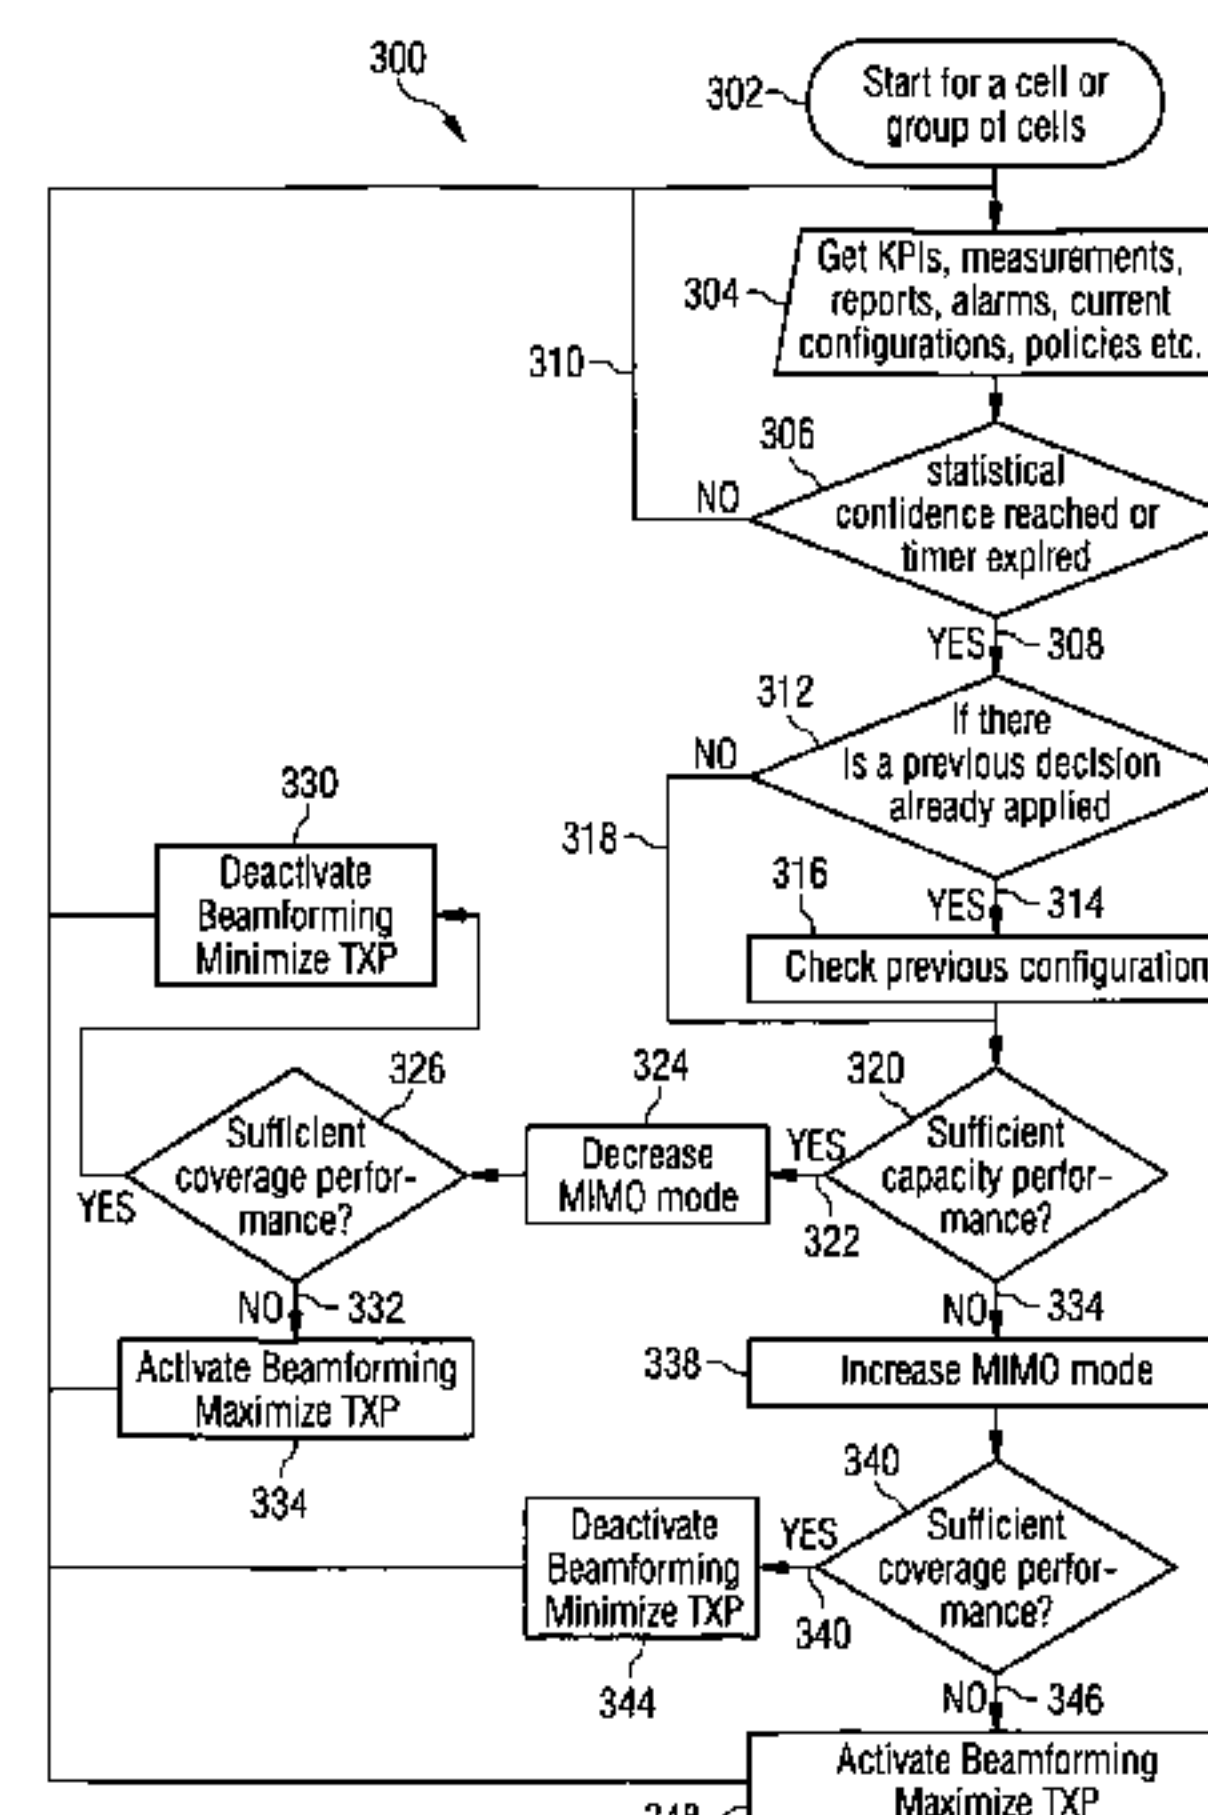 300
302
Start for a cell or
group of cells
304
Get KPIs, measurements,
reports, alarms, current
configurations, policies etc.
310
306
NO
statistical
confidence reached or
timer expired
YES
308
312
NO
If there
is a previous decision
already applied
318
316
YES
314
Check previous configuration
330
Deactivate
Beamforming
Minimize TXP
326
Sufficient
coverage perfor-
mance?
YES
324
Decrease
MIMO mode
320
YES
322
Sufficient
capacity perfor-
mance?
NO
332
NO
334
Activate Beamforming
Maximize TXP
334
338
Increase MIMO mode
340
Sufficient
coverage perfor-
mance?
YES
340
Deactivate
Beamforming
Minimize TXP
344
NO
346
Activate Beamforming
Maximize TXP